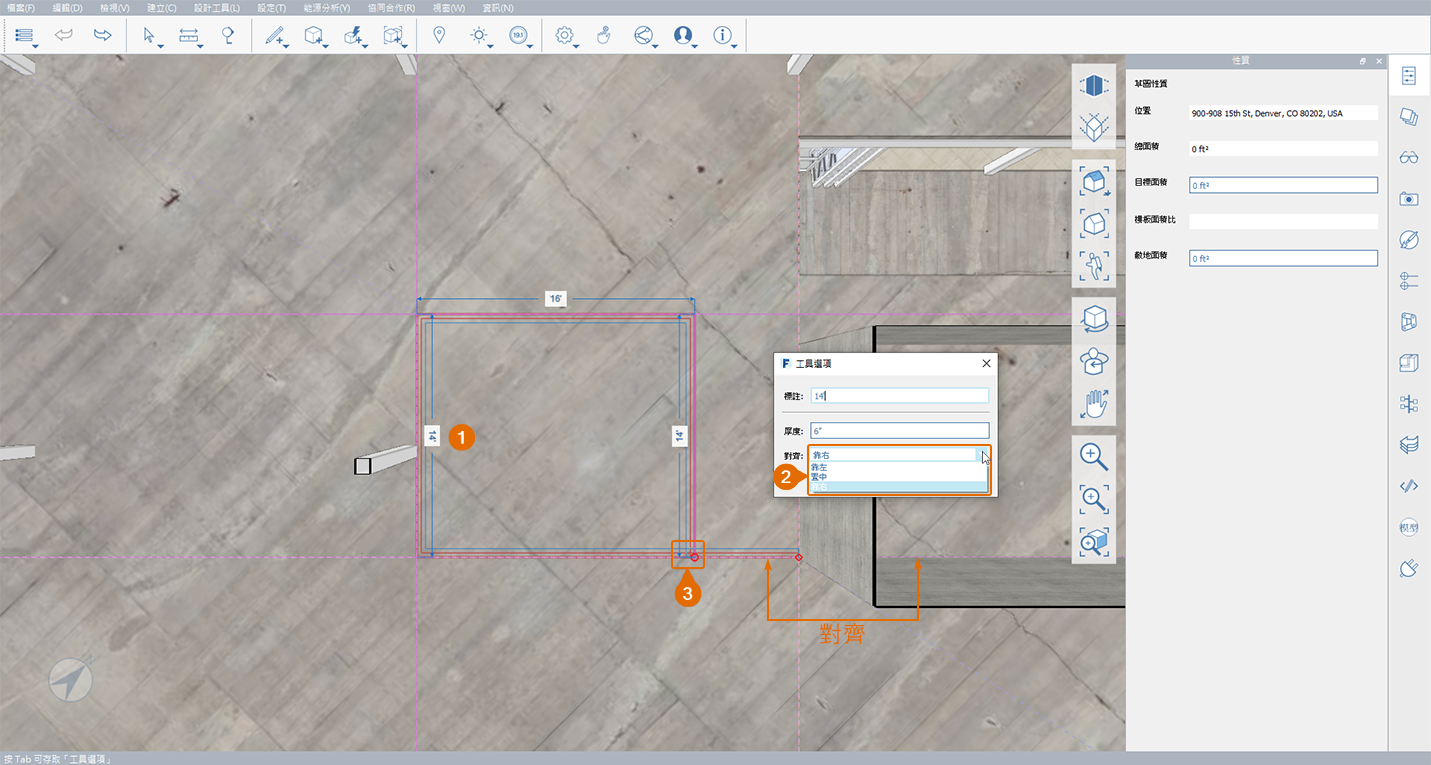 檔案(F) 編輯(D) 檢視(V) 建立(C) 設計工具(L) 設定(T) 能源分析(Y) 協同合作(R) 視窗(W) 資訊(N)
191
性質
草圖性質
位置 900-908 15th St, Denver, CO 80202, USA
總面積 0 ft²
目標面積 0 ft²
樓板面積比
敷地面積 0 ft²
模型
16'
14'
1
14'
F 工具選項
標註: 14'
厚度: 6"
對齊: 靠右
靠左
置中
靠右
2
3
對齊
按 Tab 可存取「工具選項」